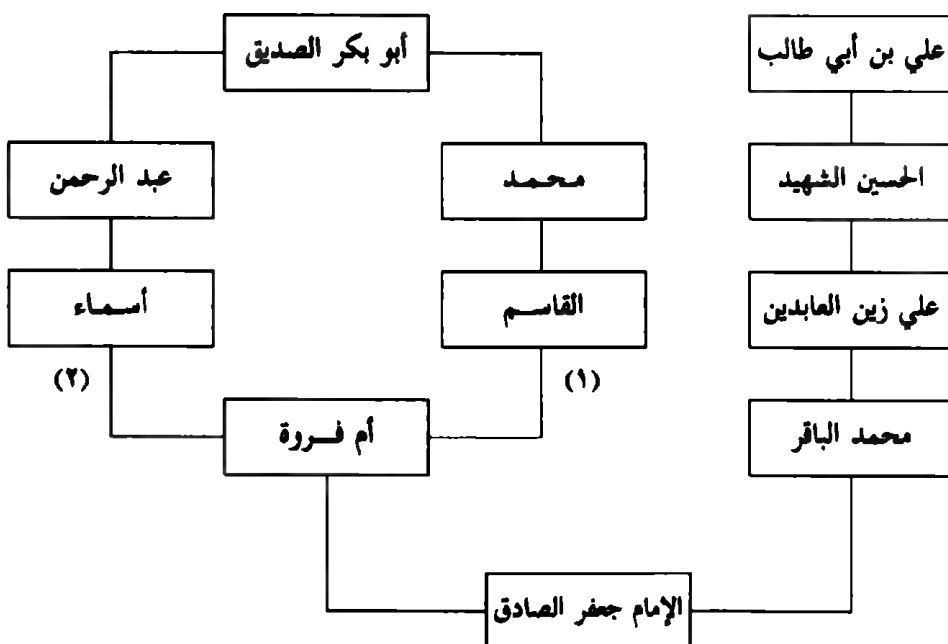 علي بن أبي طالب
أبو بكر الصديق
الحسين الشهيد
محمد
عبد الرحمن
علي زين العابدين
القاسم
أسماء
(١)
(٢)
محمد الباقر
أم فروة
الإمام جعفر الصادق